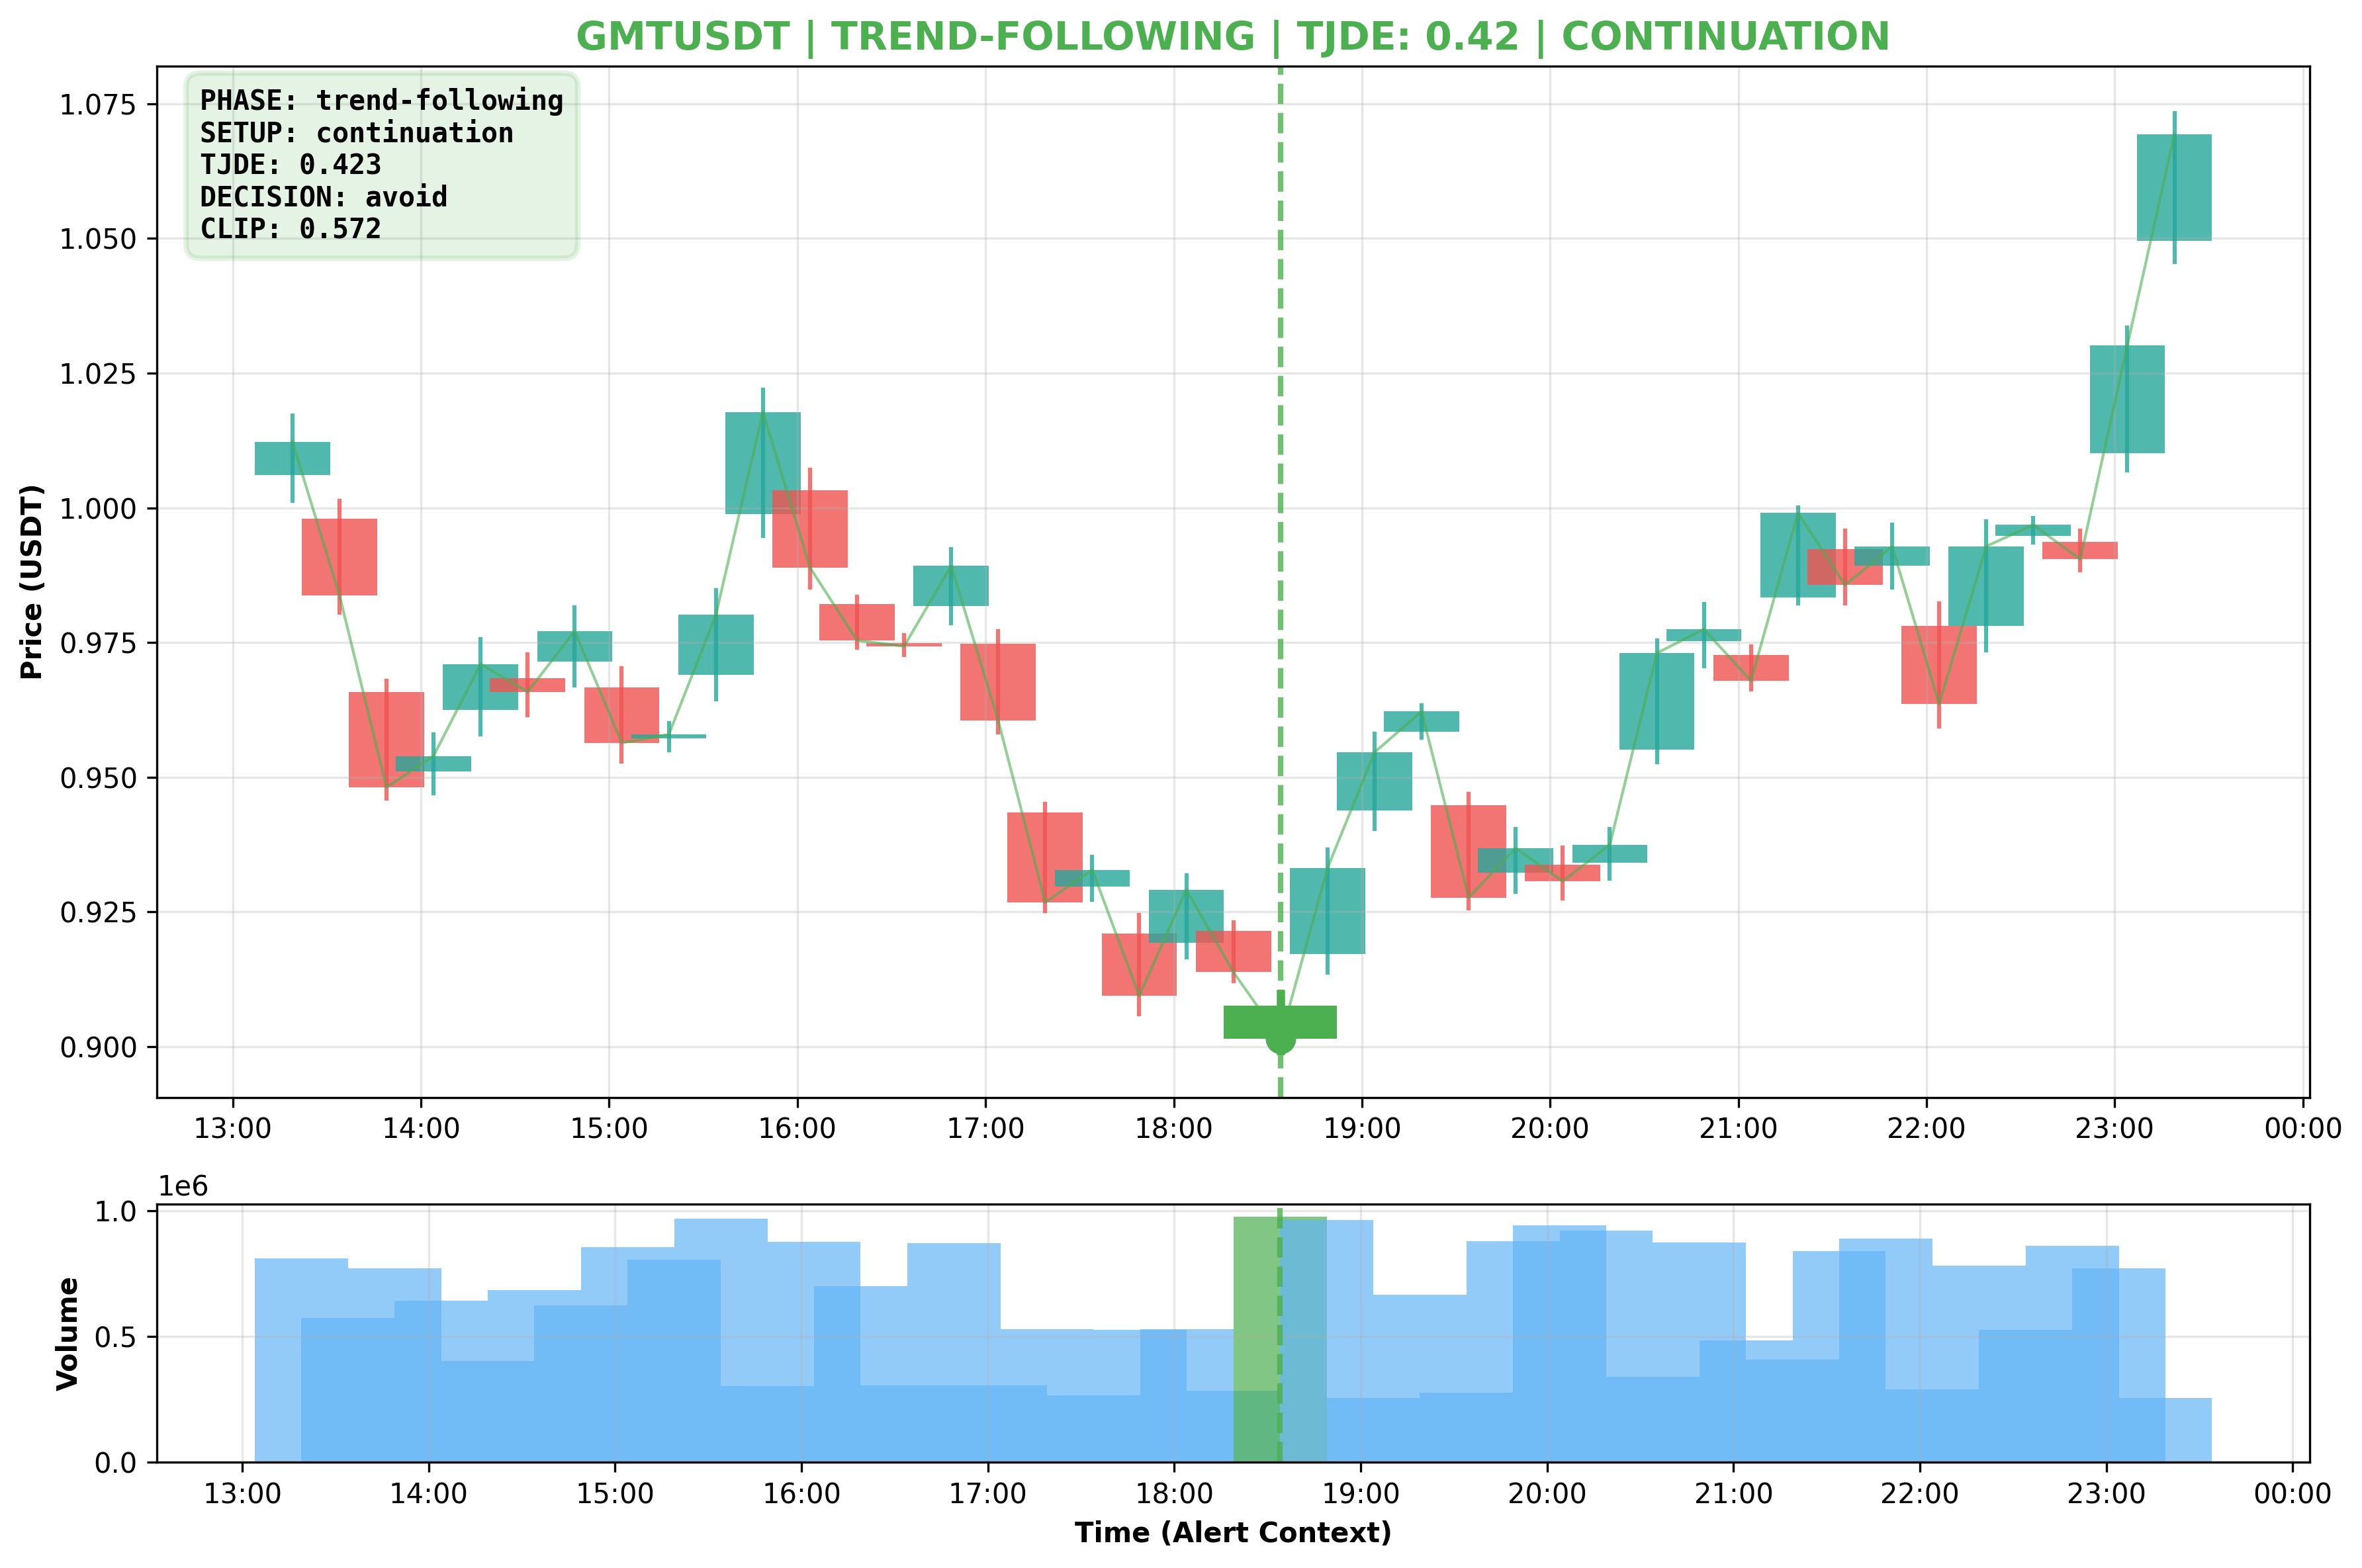 GMTUSDT | TREND-FOLLOWING | TJDE: 0.42 | CONTINUATION
PHASE: trend-following
SETUP: continuation
TJDE: 0.423
DECISION: avoid
CLIP: 0.572
Price (USDT)
1.075
1.050
1.025
1.000
0.975
0.950
0.925
0.900
13:00 14:00 15:00 16:00 17:00 18:00 19:00 20:00 21:00 22:00 23:00 00:00
1e6
Volume
1.0
0.5
0.0
13:00 14:00 15:00 16:00 17:00 18:00 19:00 20:00 21:00 22:00 23:00 00:00
Time (Alert Context)